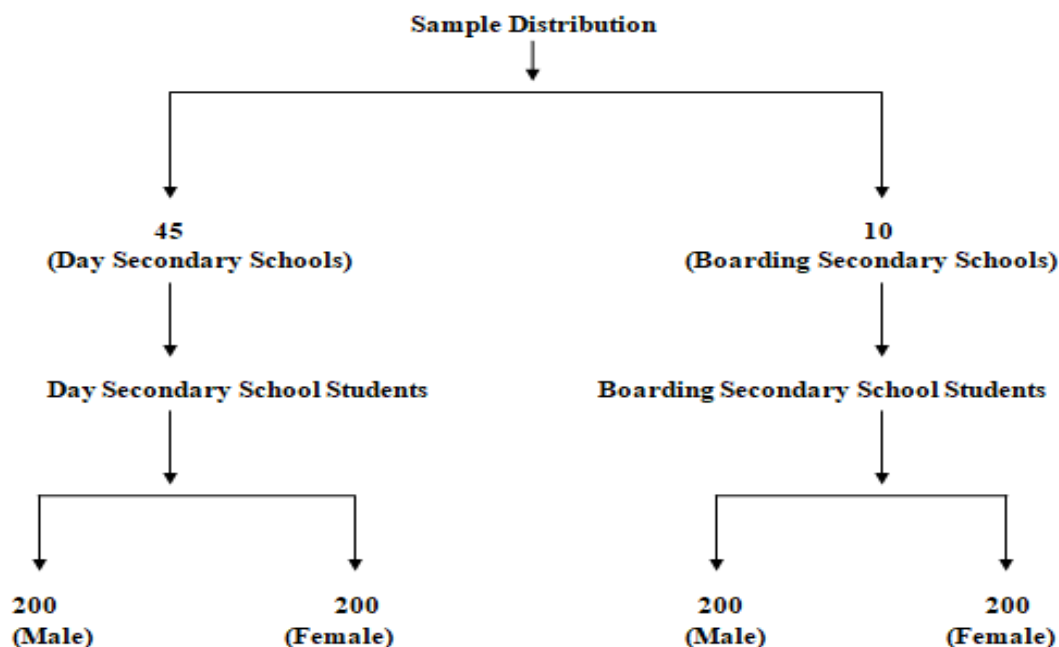 Sample Distribution
45
(Day Secondary Schools)
10
(Boarding Secondary Schools)
Day Secondary School Students
Boarding Secondary School Students
200
(Male)
200
(Female)
200
(Male)
200
(Female)